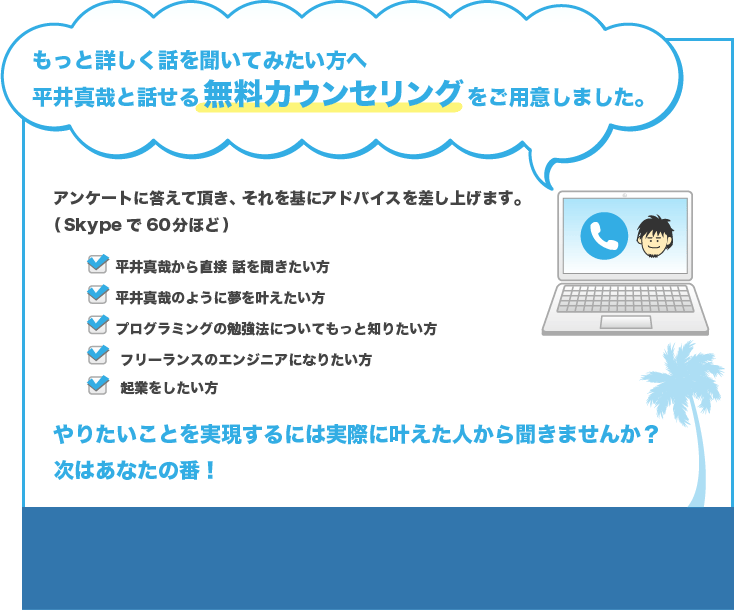 もっと詳しく話を聞いてみたい方へ
平井真哉と話せる無料カウンセリングをご用意しました。
アンケートに答えて頂き、それを基にアドバイスを差し上げます。
(Skypeで60分ほど)
平井真哉から直接 話を聞きたい方
平井真哉のように夢を叶えたい方
プログラミングの勉強法についてもっと知りたい方
フリーランスのエンジニアになりたい方
起業をしたい方
やりたいことを実現するには実際に叶えた人から聞きませんか？
次はあなたの番！